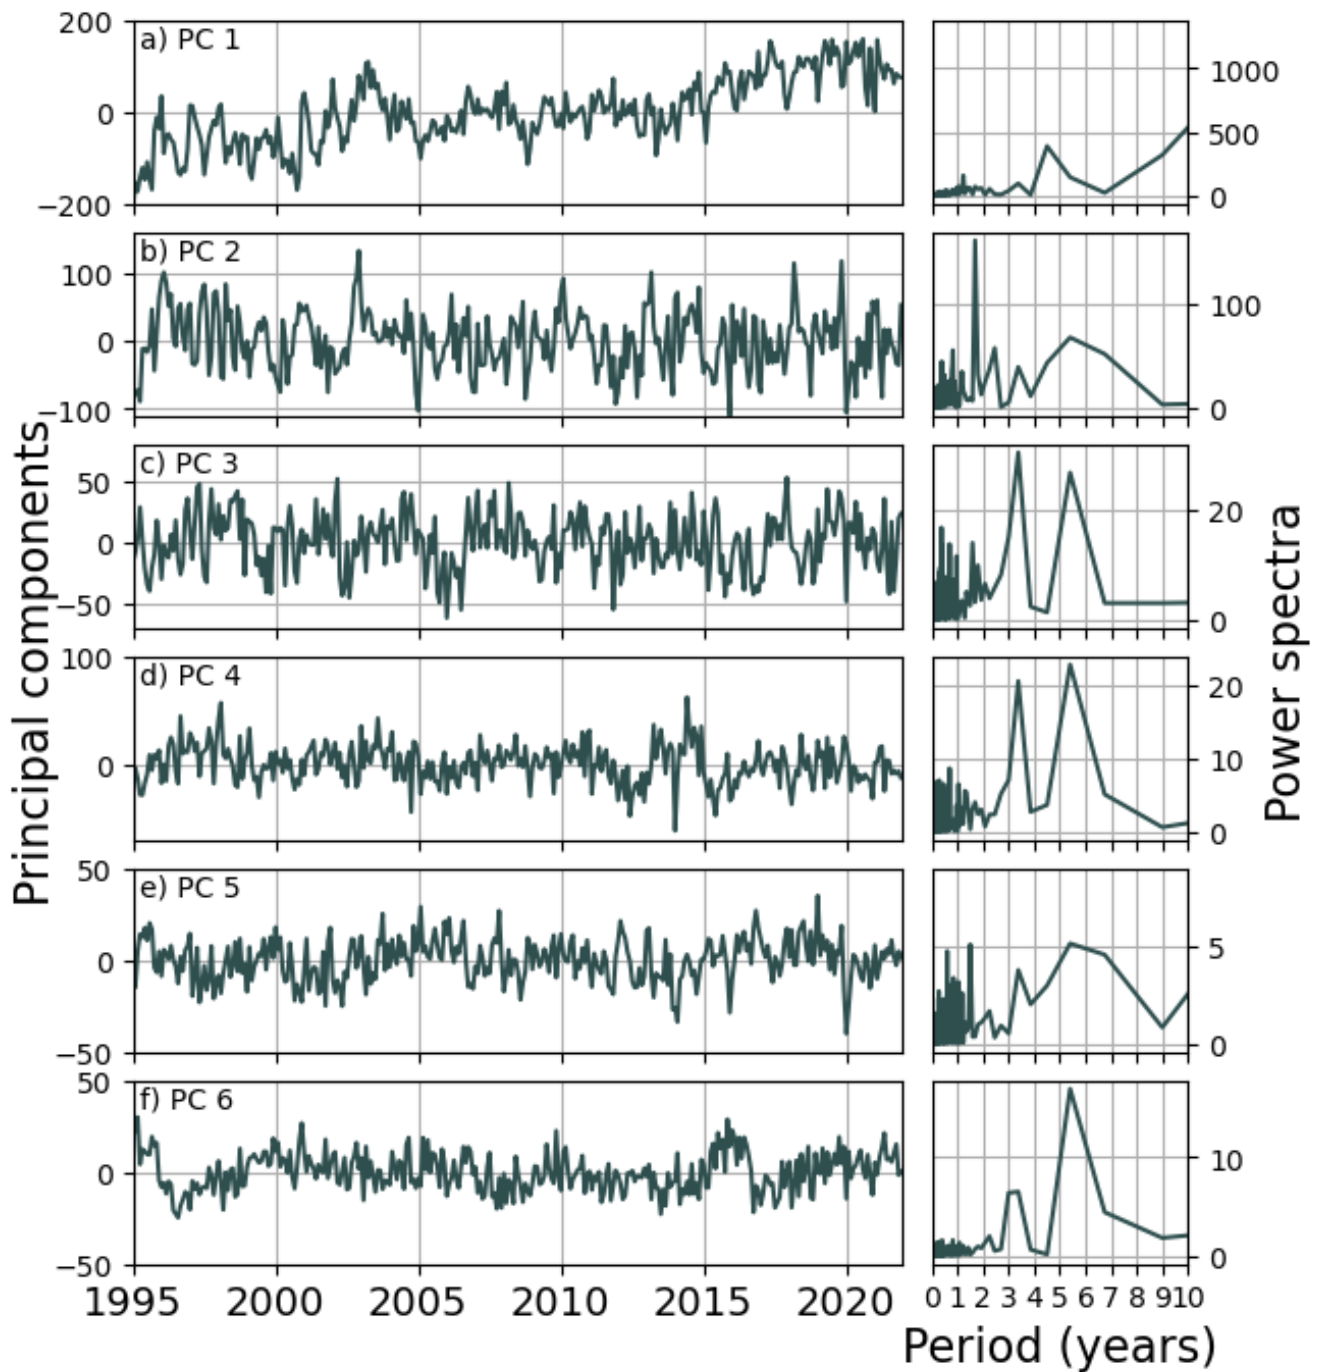 200
0
−200
a) PC 1
1000
500
0
100
0
−100
b) PC 2
100
0
50
0
−50
c) PC 3
20
0
100
0
d) PC 4
20
10
0
50
0
−50
e) PC 5
5
0
50
0
−50
f) PC 6
10
0
1995 2000 2005 2010 2015 2020
0 1 2 3 4 5 6 7 8 9 10
Period (years)
Principal components
Power spectra